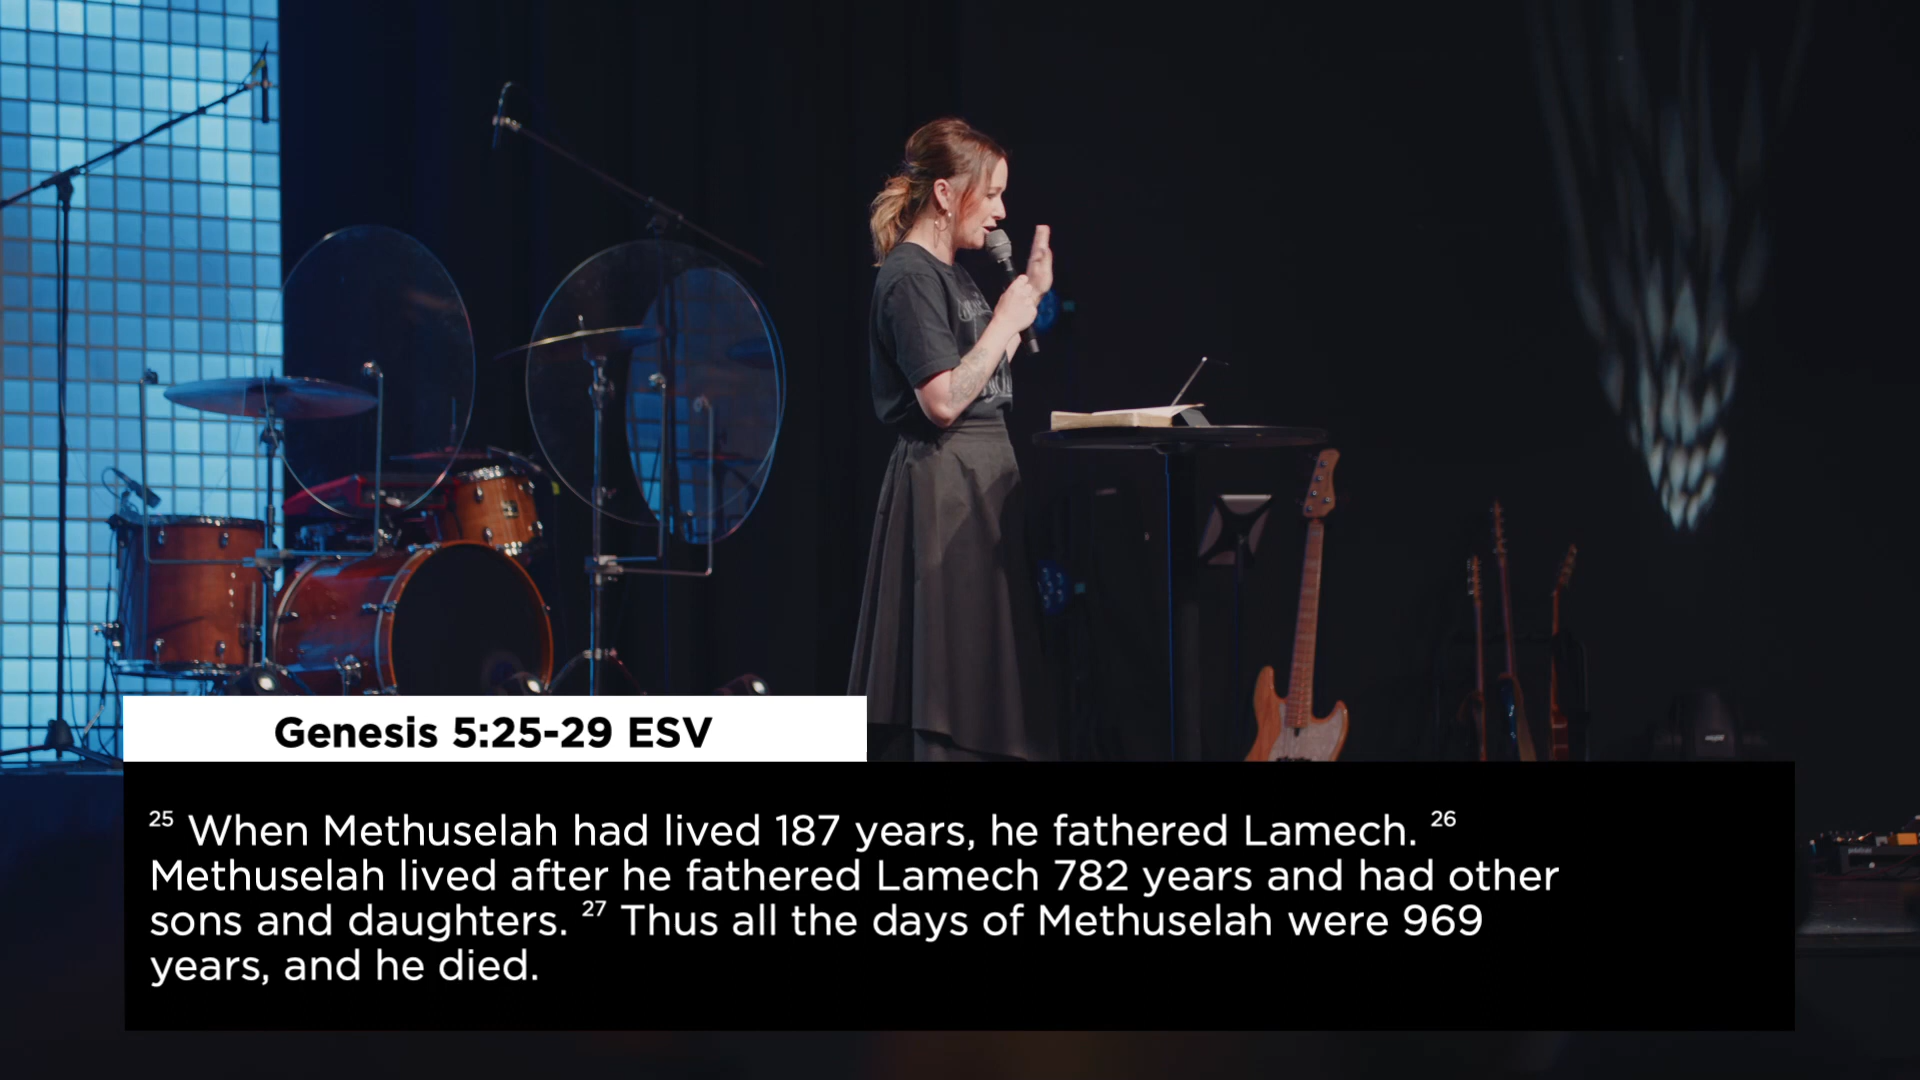 Genesis 5:25-29 ESV
25 When Methuselah had lived 187 years, he fathered Lamech. 26
Methuselah lived after he fathered Lamech 782 years and had other
sons and daughters. 27 Thus all the days of Methuselah were 969
years, and he died.